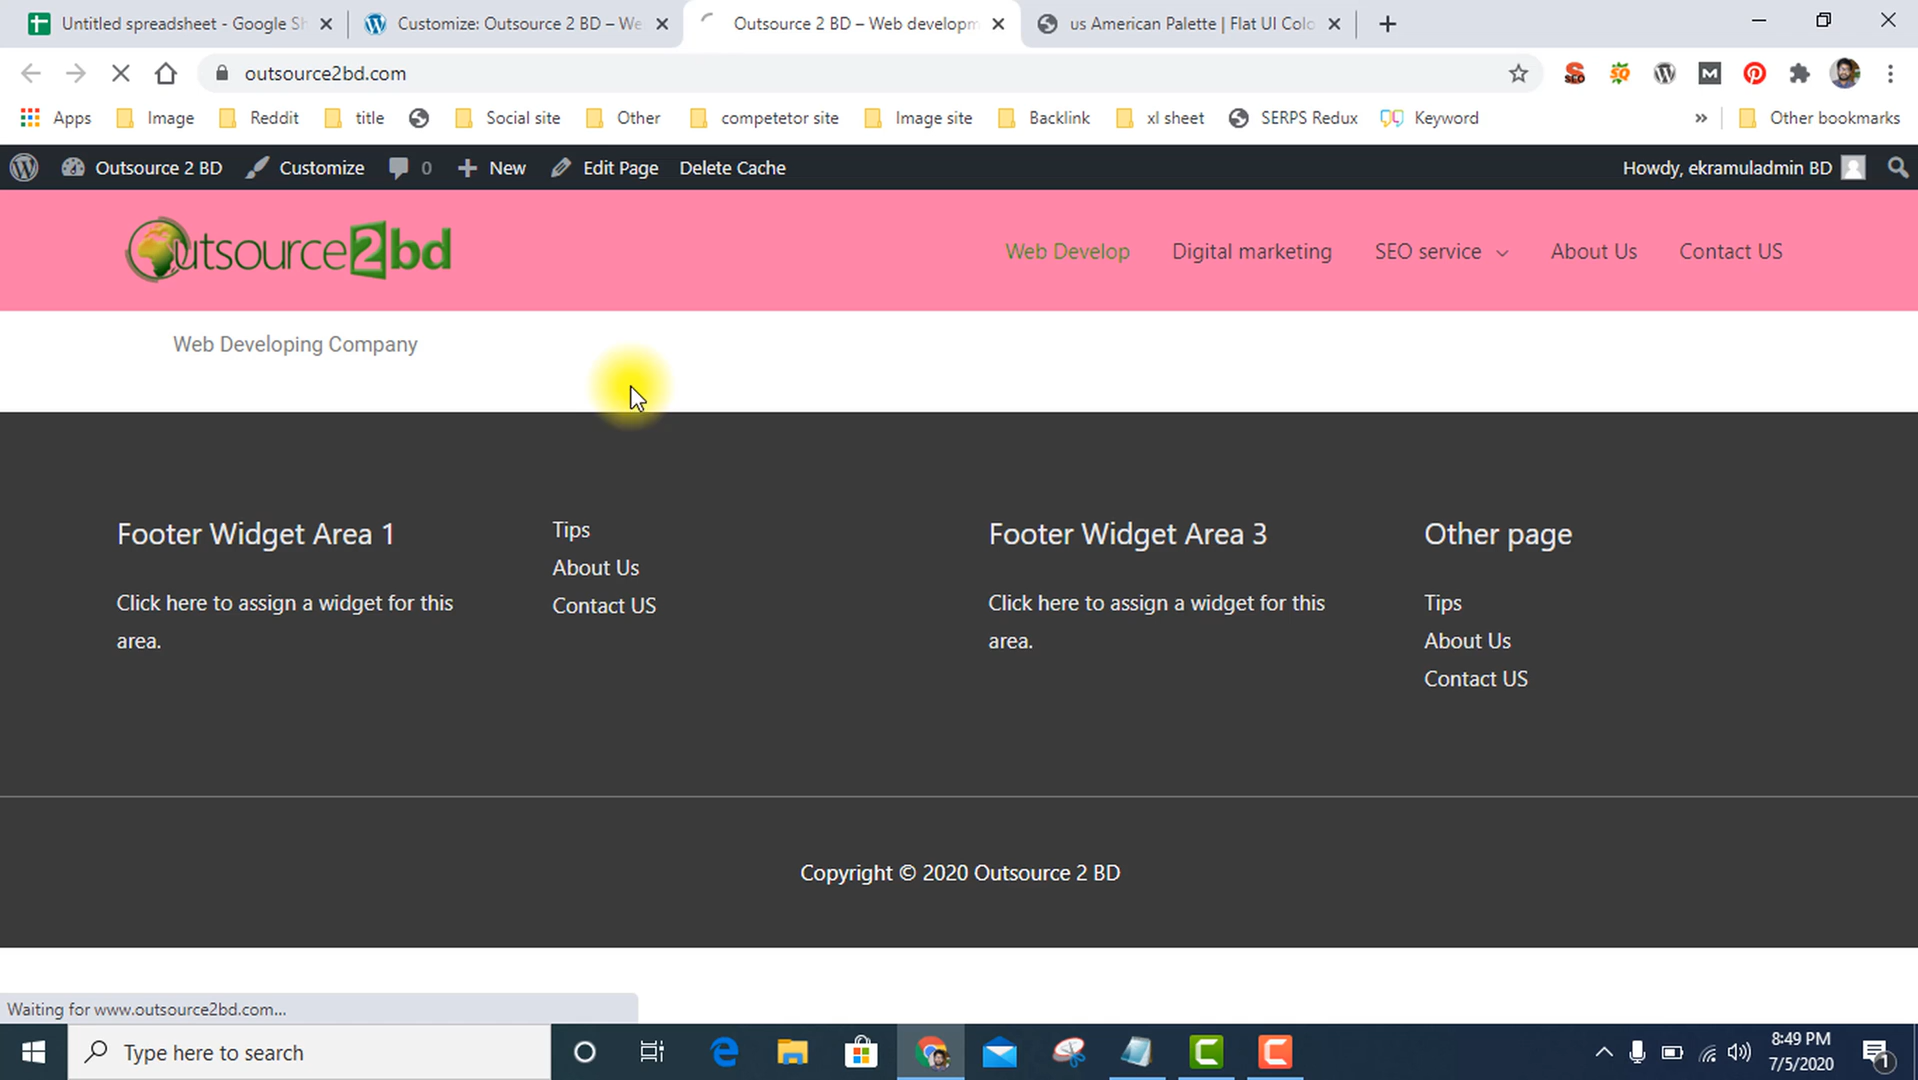 Untitled spreadsheet - Google Sh
Customize: Outsource 2 BD – We
Outsource 2 BD – Web developm
us American Palette | Flat UI Colo
outsource2bd.com
Apps
Image
Reddit
title
Social site
Other
competetor site
Image site
Backlink
xl sheet
SERPS Redux
Keyword
»
Other bookmarks
Outsource 2 BD
Customize
0
New
Edit Page
Delete Cache
Howdy, ekramuladmin BD
outsource2bd
Web Develop
Digital marketing
SEO service
About Us
Contact US
Web Developing Company
Footer Widget Area 1
Click here to assign a widget for this
area.
Tips
About Us
Contact US
Footer Widget Area 3
Click here to assign a widget for this
area.
Other page
Tips
About Us
Contact US
Copyright © 2020 Outsource 2 BD
Waiting for www.outsource2bd.com...
Type here to search
8:49 PM
7/5/2020
1